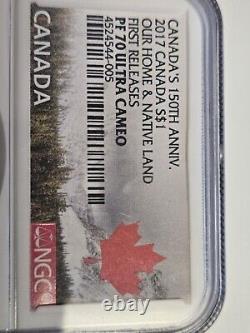 CANADA'S 150TH ANNIV.
2017 CANADA S$1
OUR HOME & NATIVE LAND
FIRST RELEASES
PF 70 ULTRA CAMEO
4524544-005
CANADA
NGC